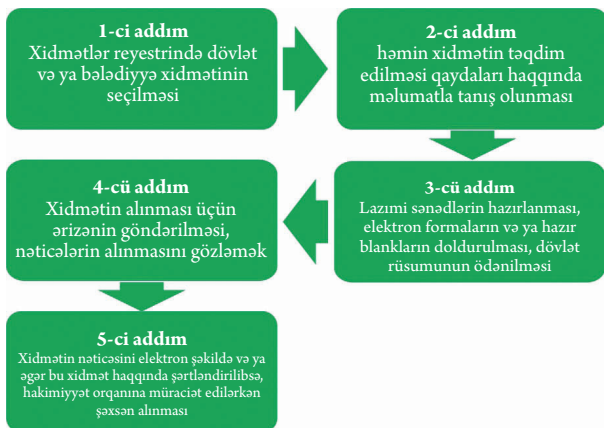 1-ci addım
Xidmətlər reyestrində dövlət
və ya bələdiyyə xidmətinin
seçilməsi
2-ci addım
həmin xidmətin təqdim
edilməsi qaydaları haqqında
məlumatla tanış olunması
3-cü addım
Lazımi sənədlərin hazırlanması,
elektron formaların və ya hazır
blankların doldurulması, dövlət
rüsumunun ödənilməsi
4-cü addım
Xidmətin alınması üçün
ərizənin göndərilməsi,
nəticələrin alınmasını gözləmək
5-ci addım
Xidmətin nəticəsini elektron şəkildə və ya
əgər bu xidmət haqqında şərtləndirilibsə,
hakimiyyət orqanına müraciət edilərkən
şəxsən alınması